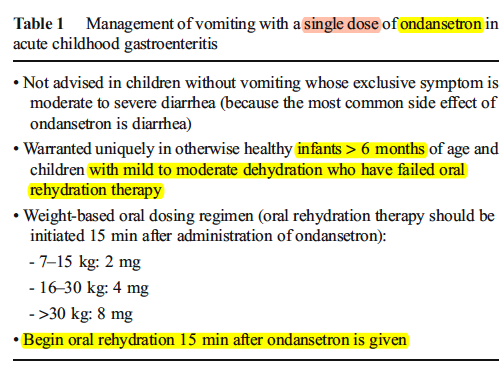 Table 1 Management of vomiting with a single dose of ondansetron in
acute childhood gastroenteritis
• Not advised in children without vomiting whose exclusive symptom is
moderate to severe diarrhea (because the most common side effect of
ondansetron is diarrhea)
• Warranted uniquely in otherwise healthy infants > 6 months of age and
children with mild to moderate dehydration who have failed oral
rehydration therapy
• Weight-based oral dosing regimen (oral rehydration therapy should be
initiated 15 min after administration of ondansetron):
- 7–15 kg: 2 mg
- 16–30 kg: 4 mg
- >30 kg: 8 mg
• Begin oral rehydration 15 min after ondansetron is given